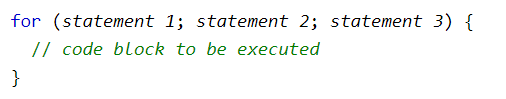 for (statement 1; statement 2; statement 3) {
  // code block to be executed
}